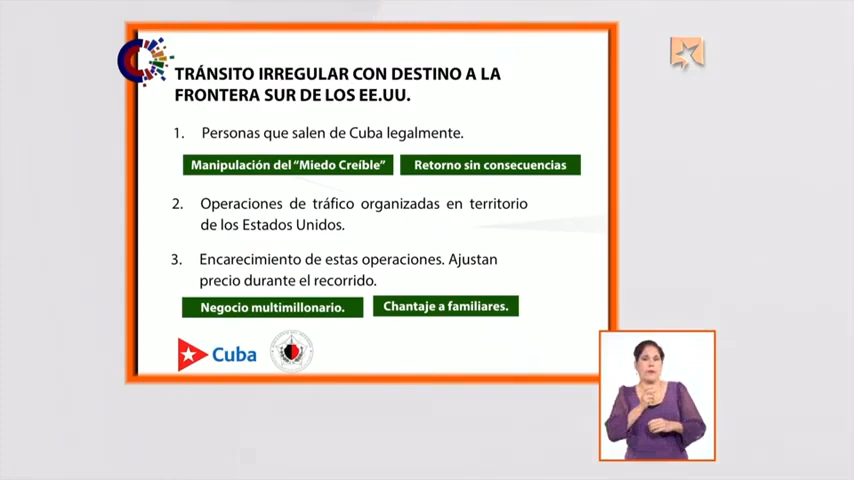 TRÁNSITO IRREGULAR CON DESTINO A LA
FRONTERA SUR DE LOS EE.UU.
1. Personas que salen de Cuba legalmente.
Manipulación del “Miedo Creíble”
Retorno sin consecuencias
2. Operaciones de tráfico organizadas en territorio
de los Estados Unidos.
3. Encarecimiento de estas operaciones. Ajustan
precio durante el recorrido.
Negocio multimillonario.
Chantaje a familiares.
Cuba